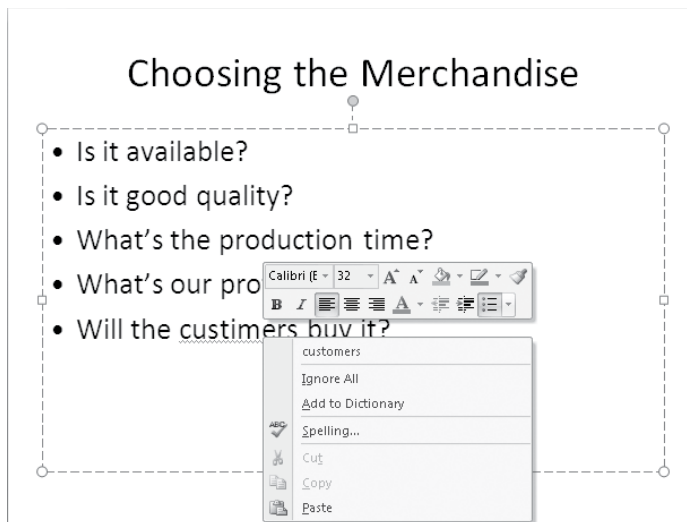 Choosing the Merchandise
• Is it available?
• Is it good quality?
• What's the production time?
• What's our pro
Calibri (E 32 A A
B I A
• Will the custimers buy it?
customers
Ignore All
Add to Dictionary
ABC Spelling...
Cut
Copy
Paste